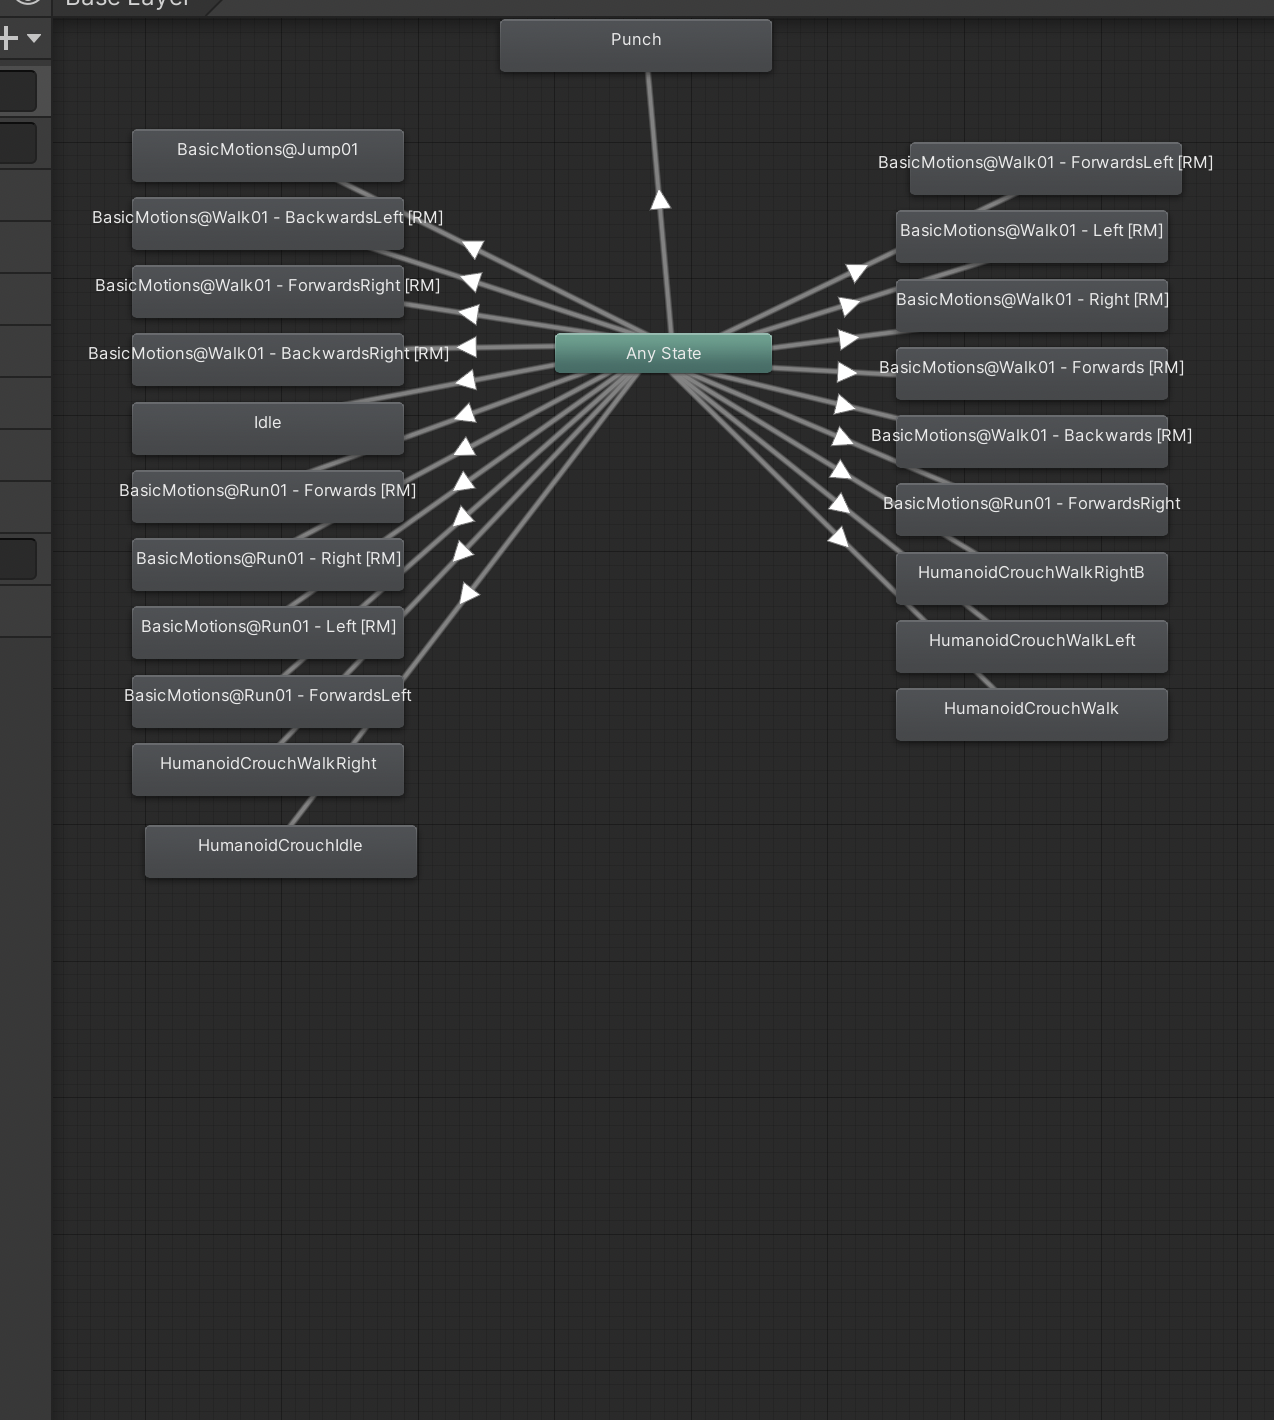 Base Layer
Punch
BasicMotions@Jump01
BasicMotions@Walk01 - BackwardsLeft [RM]
BasicMotions@Walk01 - ForwardsRight [RM]
BasicMotions@Walk01 - BackwardsRight [RM]
Idle
BasicMotions@Run01 - Forwards [RM]
BasicMotions@Run01 - Right [RM]
BasicMotions@Run01 - Left [RM]
BasicMotions@Run01 - ForwardsLeft
HumanoidCrouchWalkRight
HumanoidCrouchIdle
Any State
BasicMotions@Walk01 - ForwardsLeft [RM]
BasicMotions@Walk01 - Left [RM]
BasicMotions@Walk01 - Right [RM]
BasicMotions@Walk01 - Forwards [RM]
BasicMotions@Walk01 - Backwards [RM]
BasicMotions@Run01 - ForwardsRight
HumanoidCrouchWalkRightB
HumanoidCrouchWalkLeft
HumanoidCrouchWalk